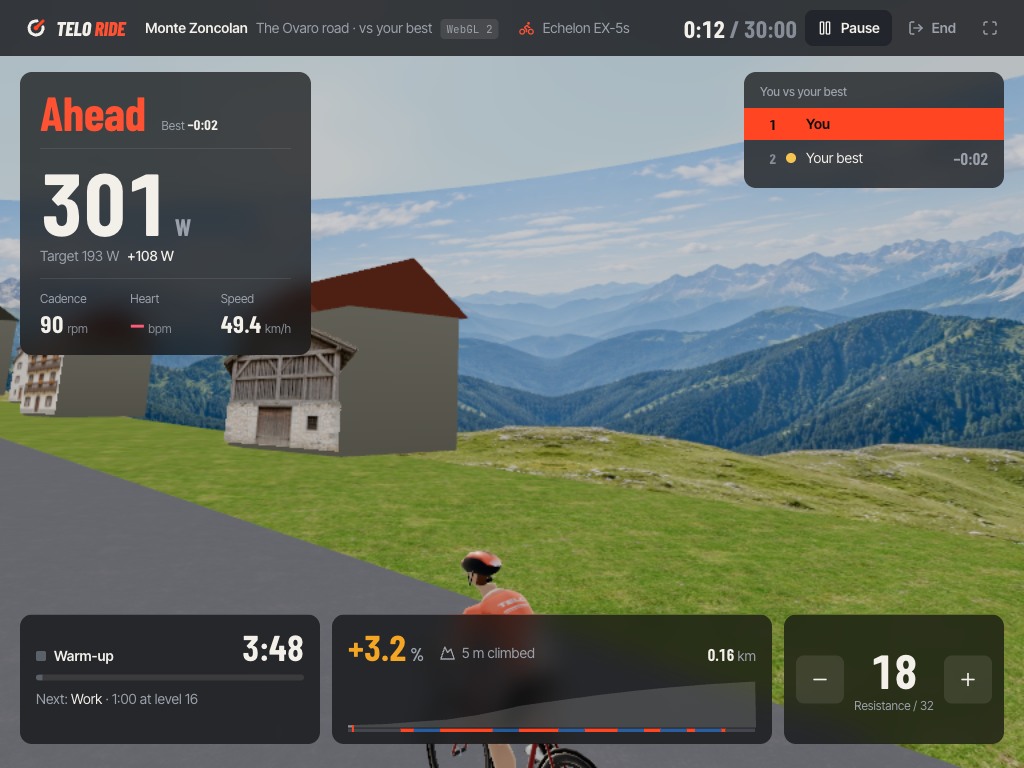 TELO RIDE Monte Zoncolan The Ovaro road · vs your best WebGL 2 Echelon EX-5s 0:12 / 30:00 Pause End
Ahead Best −0:02
301 W
Target 193 W +108 W
Cadence Heart Speed
90 rpm – bpm 49.4 km/h
You vs your best
1 You
2 Your best −0:02
Warm-up 3:48
Next: Work · 1:00 at level 16
+3.2 % 5 m climbed 0.16 km
− 18 +
Resistance / 32